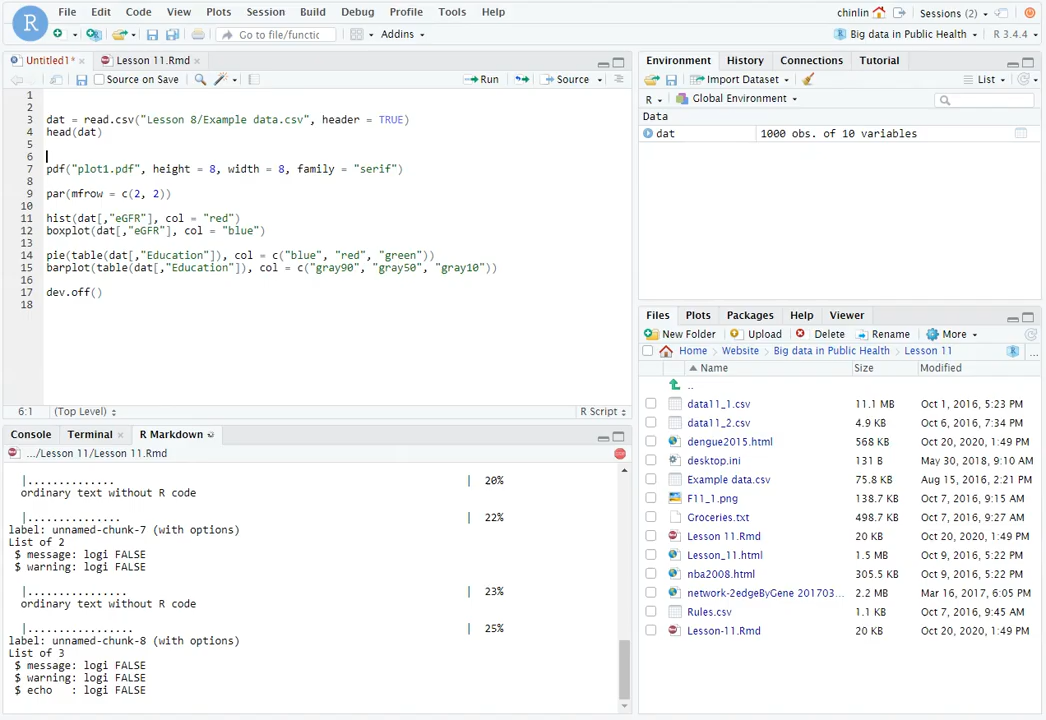 File Edit Code View Plots Session Build Debug Profile Tools Help
chinlin Sessions (2)
R Go to file/functic Addins Big data in Public Health R 3.4.4
Untitled1* Lesson 11.Rmd
Source on Save Run Source
1
2
3 dat = read.csv("Lesson 8/Example data.csv", header = TRUE)
4 head(dat)
5
6
7 pdf("plot1.pdf", height = 8, width = 8, family = "serif")
8
9 par(mfrow = c(2, 2))
10
11 hist(dat[,"eGFR"], col = "red")
12 boxplot(dat[,"eGFR"], col = "blue")
13
14 pie(table(dat[,"Education"]), col = c("blue", "red", "green"))
15 barplot(table(dat[,"Education"]), col = c("gray90", "gray50", "gray10"))
16
17 dev.off()
18
6:1 (Top Level) R Script
Console Terminal R Markdown
.../Lesson 11/Lesson 11.Rmd
|.............. | 20%
ordinary text without R code
|............... | 22%
label: unnamed-chunk-7 (with options)
List of 2
$ message: logi FALSE
$ warning: logi FALSE
|................ | 23%
ordinary text without R code
|................. | 25%
label: unnamed-chunk-8 (with options)
List of 3
$ message: logi FALSE
$ warning: logi FALSE
$ echo : logi FALSE
Environment History Connections Tutorial
Import Dataset List
R Global Environment
Data
dat 1000 obs. of 10 variables
Files Plots Packages Help Viewer
New Folder Upload Delete Rename More
Home Website Big data in Public Health Lesson 11 ...
Name Size Modified
..
data11_1.csv 11.1 MB Oct 1, 2016, 5:23 PM
data11_2.csv 4.9 KB Oct 6, 2016, 7:34 PM
dengue2015.html 568 KB Oct 20, 2020, 1:49 PM
desktop.ini 131 B May 30, 2018, 9:10 AM
Example data.csv 75.8 KB Aug 15, 2016, 2:21 PM
F11_1.png 138.7 KB Oct 7, 2016, 9:15 AM
Groceries.txt 498.7 KB Oct 7, 2016, 9:27 AM
Lesson 11.Rmd 20 KB Oct 20, 2020, 1:49 PM
Lesson_11.html 1.5 MB Oct 9, 2016, 5:22 PM
nba2008.html 305.5 KB Oct 9, 2016, 5:22 PM
network-2edgeByGene 201703... 2.2 MB Mar 16, 2017, 6:05 PM
Rules.csv 1.1 KB Oct 7, 2016, 9:45 AM
Lesson-11.Rmd 20 KB Oct 20, 2020, 1:49 PM